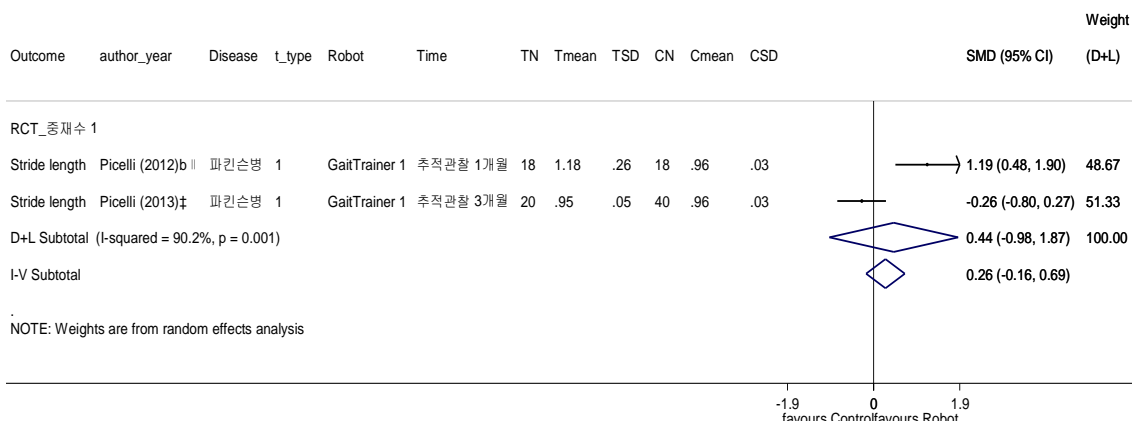 Weight
Outcome author_year Disease t_type Robot Time TN Tmean TSD CN Cmean CSD SMD (95% CI) (D+L)
RCT_중재수 1
Stride length Picelli (2012)b ∥ 파킨슨병 1 GaitTrainer 1 추적관찰 1개월 18 1.18 .26 18 .96 .03 1.19 (0.48, 1.90) 48.67
Stride length Picelli (2013)‡ 파킨슨병 1 GaitTrainer 1 추적관찰 3개월 20 .95 .05 40 .96 .03 -0.26 (-0.80, 0.27) 51.33
D+L Subtotal (I-squared = 90.2%, p = 0.001) 0.44 (-0.98, 1.87) 100.00
I-V Subtotal 0.26 (-0.16, 0.69)
.
NOTE: Weights are from random effects analysis
-1.9 0 1.9
favours Control favours Robot